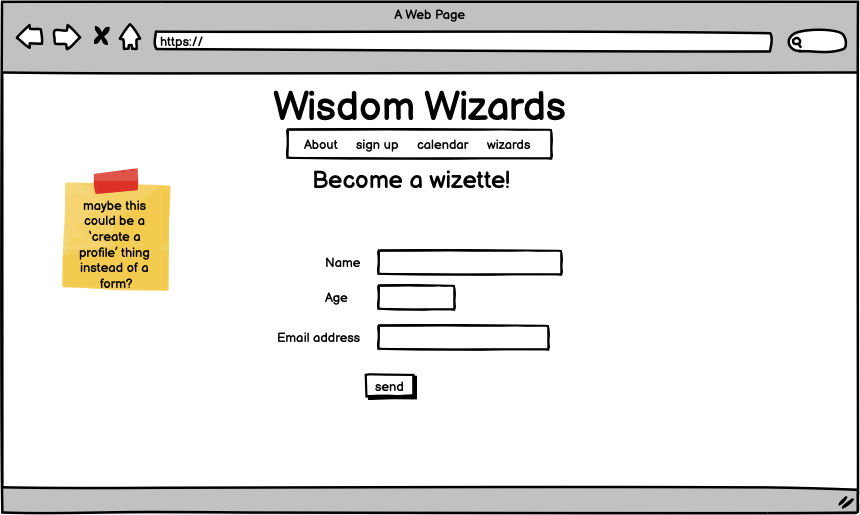 A Web Page
https://
Wisdom Wizards
About sign up calendar wizards
Become a wizette!
maybe this
could be a
'create a
profile' thing
instead of a
form?
Name
Age
Email address
send